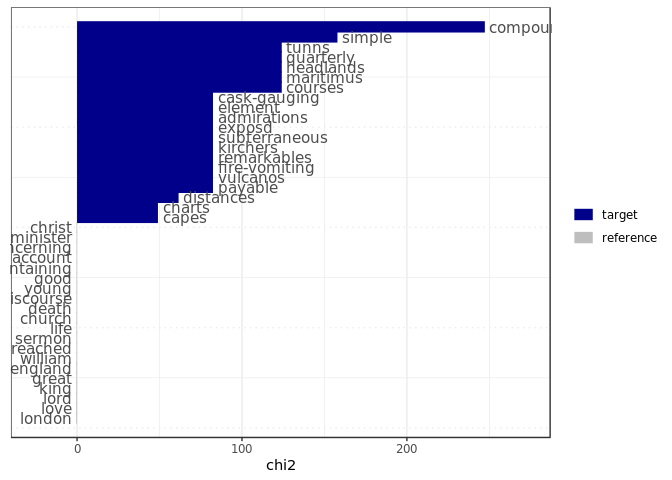 compour
simple
tunns
quarterly
headlands
maritimus
courses
cask-gauging
element
admirations
exposd
subterraneous
kirchers
remarkables
fire-vomiting
vulcanos
payable
distances
charts
capes
christ
minister
ncerning
account
ntaining
good
young
iscourse
death
church
life
sermon
reached
william
england
great
king
lord
love
london
target
reference
0 100 200
chi2